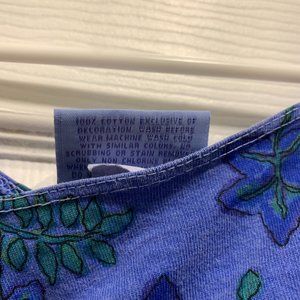 100% COTTON EXCLUSIVE OF
DECORATION. WASH BEFORE
WEAR MACHINE WASH COLD
WITH SIMILAR COLORS. NO
SCRUBBING OR STAIN
ONLY NON CHLORIN